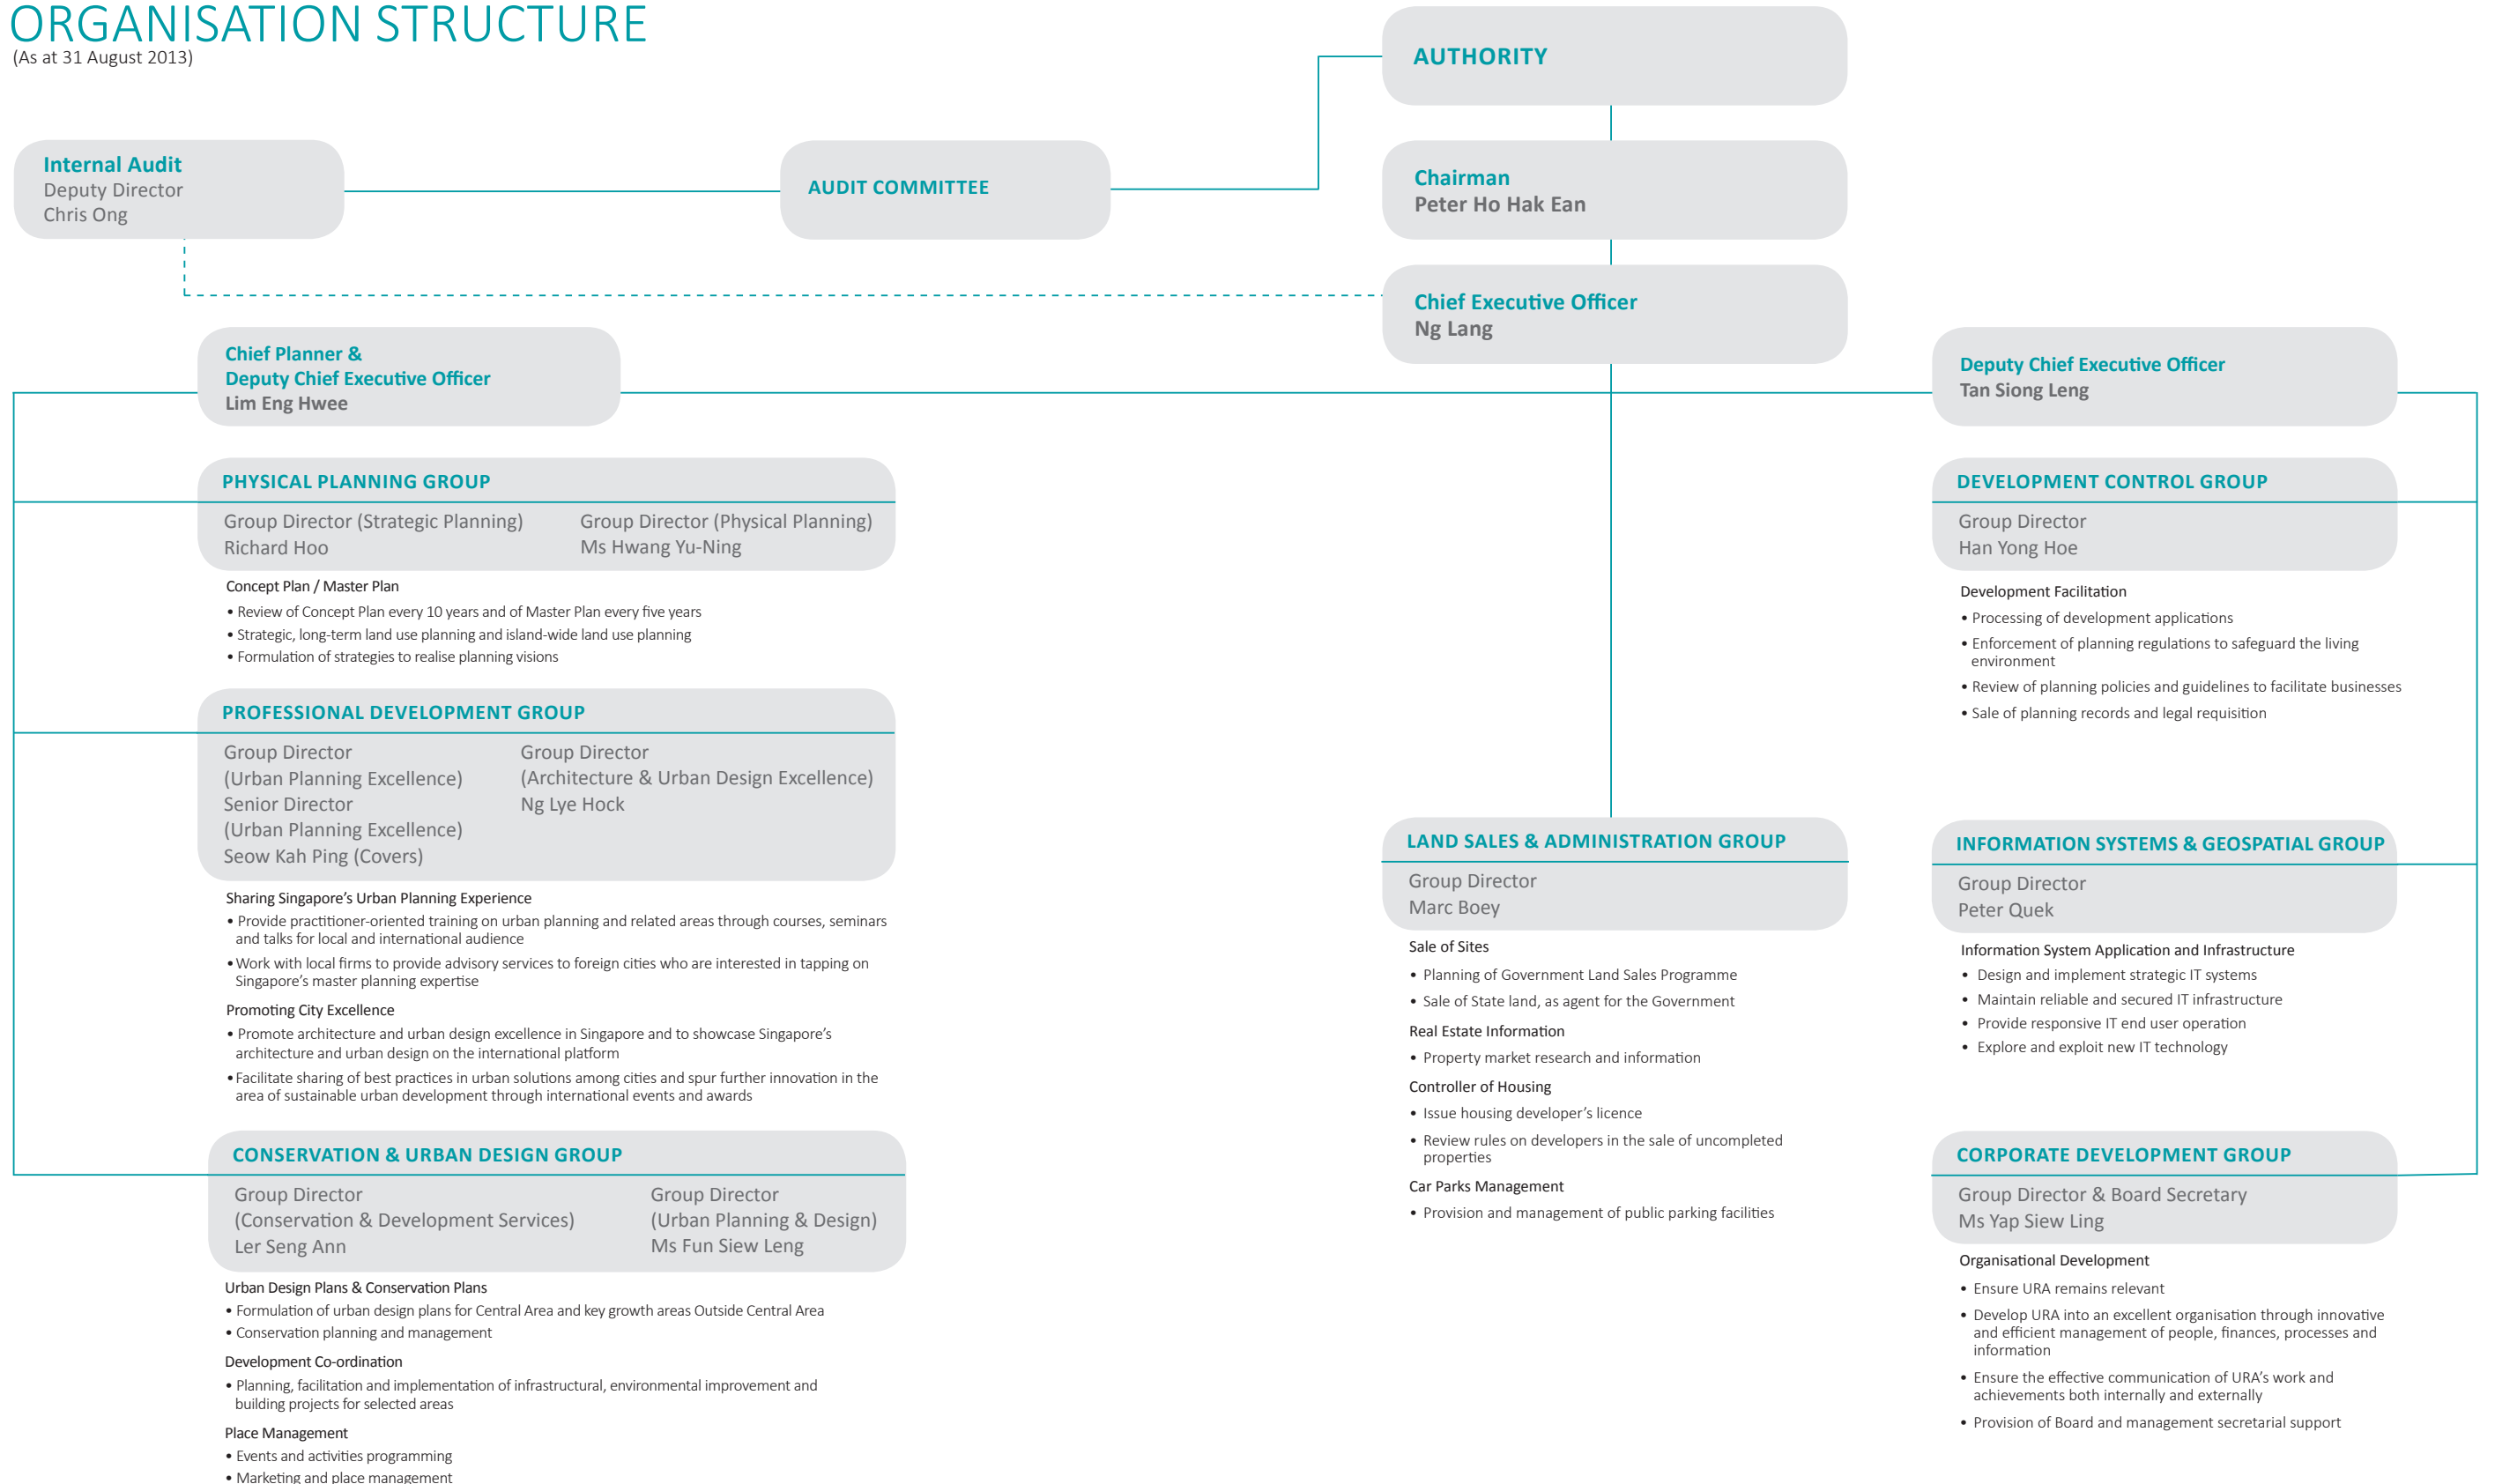 ORGANISATION STRUCTURE
(As at 31 August 2013)
AUTHORITY
Internal Audit
Deputy Director
Chris Ong
AUDIT COMMITTEE
Chairman
Peter Ho Hak Ean
Chief Executive Officer
Ng Lang
Chief Planner &
Deputy Chief Executive Officer
Lim Eng Hwee
Deputy Chief Executive Officer
Tan Siong Leng
PHYSICAL PLANNING GROUP
Group Director (Strategic Planning)
Richard Hoo
Group Director (Physical Planning)
Ms Hwang Yu-Ning
Concept Plan / Master Plan
• Review of Concept Plan every 10 years and of Master Plan every five years
• Strategic, long-term land use planning and island-wide land use planning
• Formulation of strategies to realise planning visions
PROFESSIONAL DEVELOPMENT GROUP
Group Director
(Urban Planning Excellence)
Senior Director
(Urban Planning Excellence)
Seow Kah Ping (Covers)
Group Director
(Architecture & Urban Design Excellence)
Ng Lye Hock
Sharing Singapore’s Urban Planning Experience
• Provide practitioner-oriented training on urban planning and related areas through courses, seminars
and talks for local and international audience
• Work with local firms to provide advisory services to foreign cities who are interested in tapping on
Singapore’s master planning expertise
Promoting City Excellence
• Promote architecture and urban design excellence in Singapore and to showcase Singapore’s
architecture and urban design on the international platform
• Facilitate sharing of best practices in urban solutions among cities and spur further innovation in the
area of sustainable urban development through international events and awards
CONSERVATION & URBAN DESIGN GROUP
Group Director
(Conservation & Development Services)
Ler Seng Ann
Group Director
(Urban Planning & Design)
Ms Fun Siew Leng
Urban Design Plans & Conservation Plans
• Formulation of urban design plans for Central Area and key growth areas Outside Central Area
• Conservation planning and management
Development Co-ordination
• Planning, facilitation and implementation of infrastructural, environmental improvement and
building projects for selected areas
Place Management
• Events and activities programming
• Marketing and place management
LAND SALES & ADMINISTRATION GROUP
Group Director
Marc Boey
Sale of Sites
• Planning of Government Land Sales Programme
• Sale of State land, as agent for the Government
Real Estate Information
• Property market research and information
Controller of Housing
• Issue housing developer’s licence
• Review rules on developers in the sale of uncompleted
properties
Car Parks Management
• Provision and management of public parking facilities
DEVELOPMENT CONTROL GROUP
Group Director
Han Yong Hoe
Development Facilitation
• Processing of development applications
• Enforcement of planning regulations to safeguard the living
environment
• Review of planning policies and guidelines to facilitate businesses
• Sale of planning records and legal requisition
INFORMATION SYSTEMS & GEOSPATIAL GROUP
Group Director
Peter Quek
Information System Application and Infrastructure
• Design and implement strategic IT systems
• Maintain reliable and secured IT infrastructure
• Provide responsive IT end user operation
• Explore and exploit new IT technology
CORPORATE DEVELOPMENT GROUP
Group Director & Board Secretary
Ms Yap Siew Ling
Organisational Development
• Ensure URA remains relevant
• Develop URA into an excellent organisation through innovative
and efficient management of people, finances, processes and
information
• Ensure the effective communication of URA’s work and
achievements both internally and externally
• Provision of Board and management secretarial support